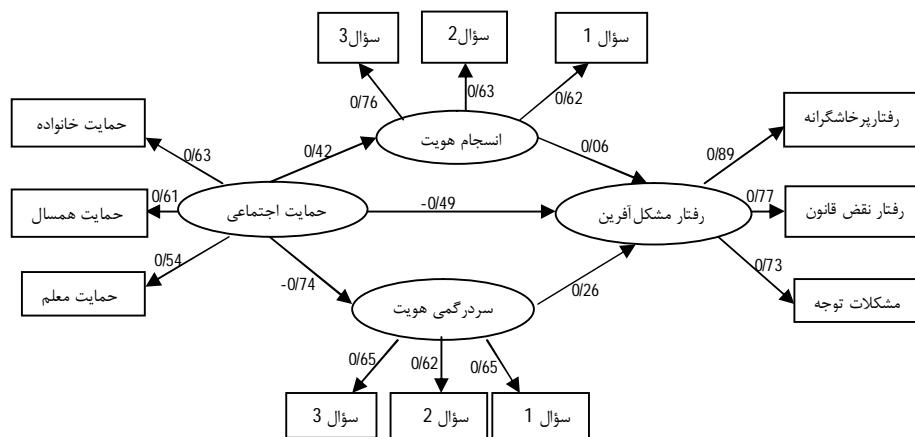 سؤال3
سؤال2
سؤال 1
0/76
0/63
0/62
حمایت خانواده
انسجام هویت
رفتارپرخاشگرانه
0/63
0/42
0/06
0/89
حمایت همسال
0/61
حمایت اجتماعی
-0/49
رفتار مشکل‌آفرین
0/77
رفتار نقض قانون
حمایت معلم
0/54
-0/74
سردرگمی هویت
0/26
0/73
مشکلات توجه
0/65
0/62
0/65
سؤال 3
سؤال 2
سؤال 1